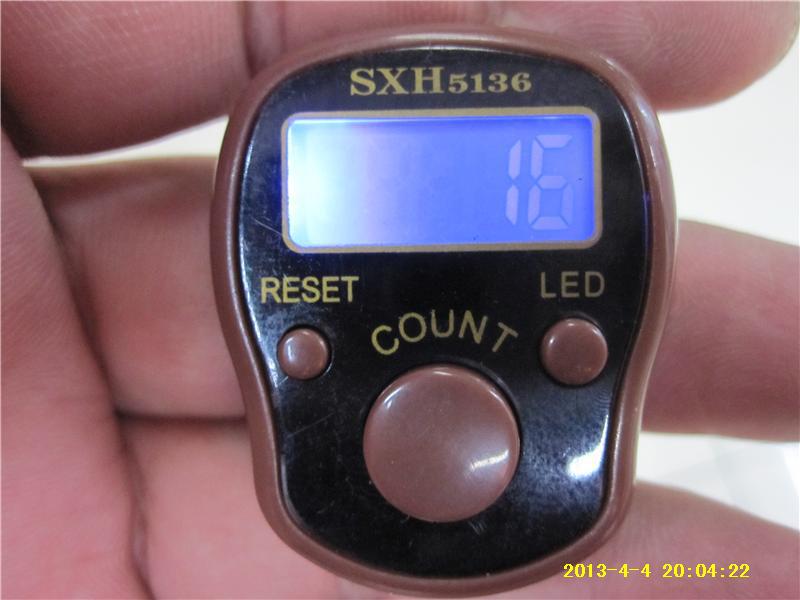 SXH5136
16
RESET
LED
COUNT
2013-4-4 20:04:22